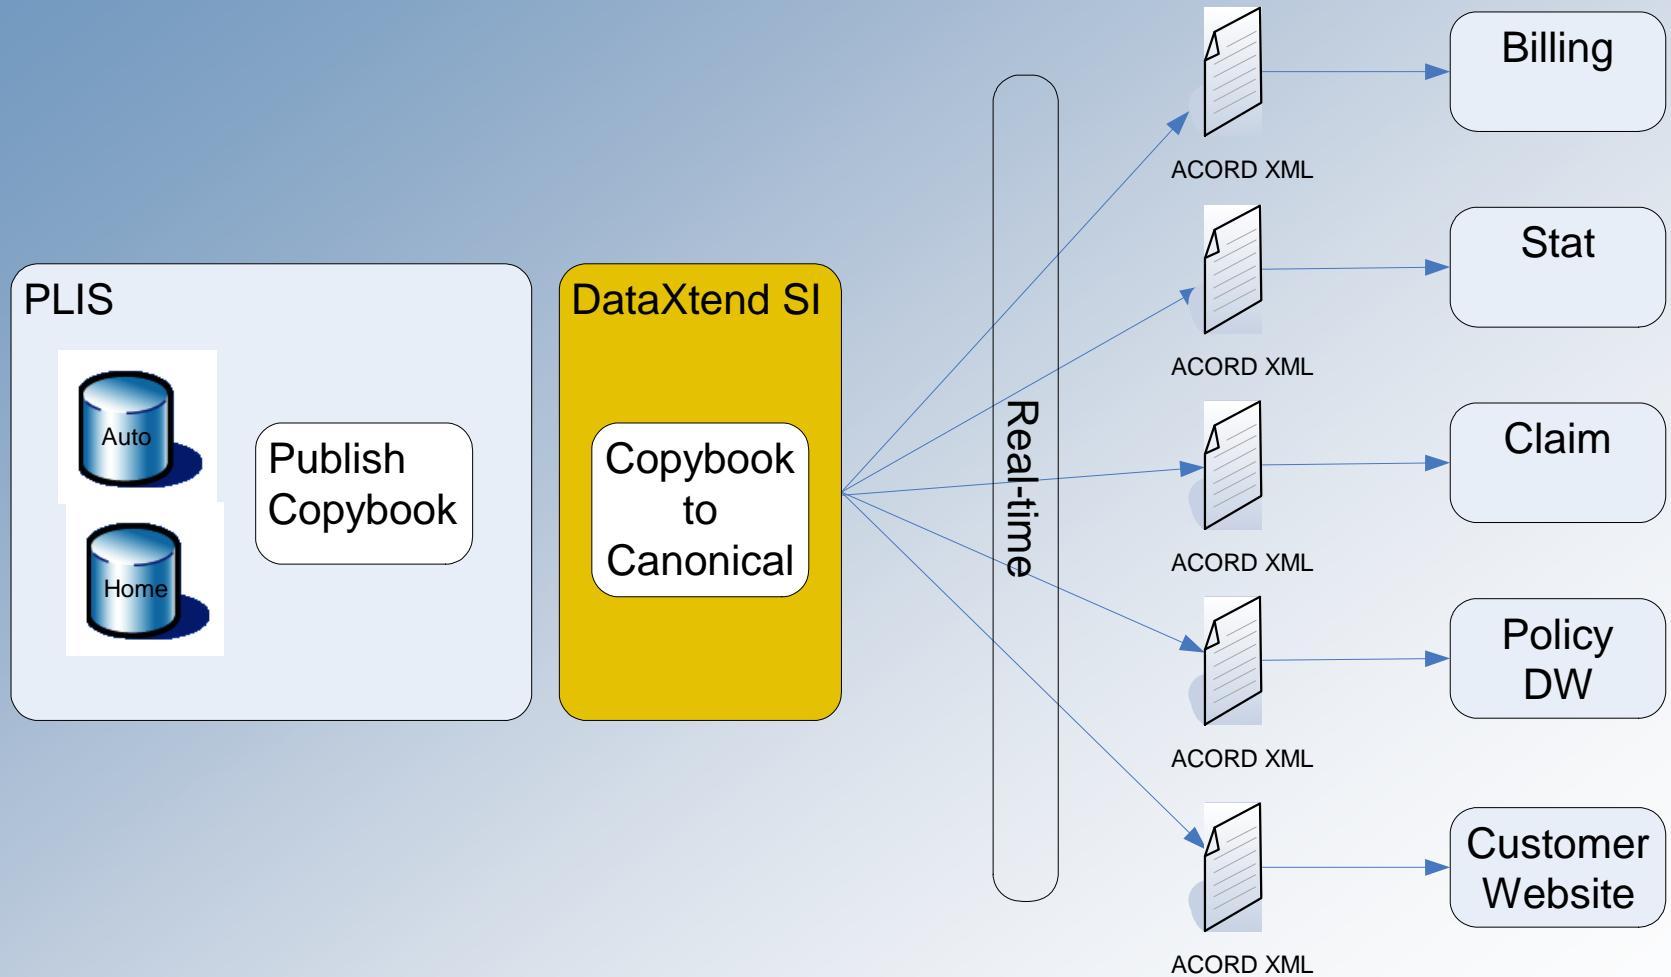 PLIS
Auto
Home
Publish
Copybook
DataXtend SI
Copybook
to
Canonical
Real-time
ACORD XML
Billing
ACORD XML
Stat
ACORD XML
Claim
ACORD XML
Policy
DW
ACORD XML
Customer
Website